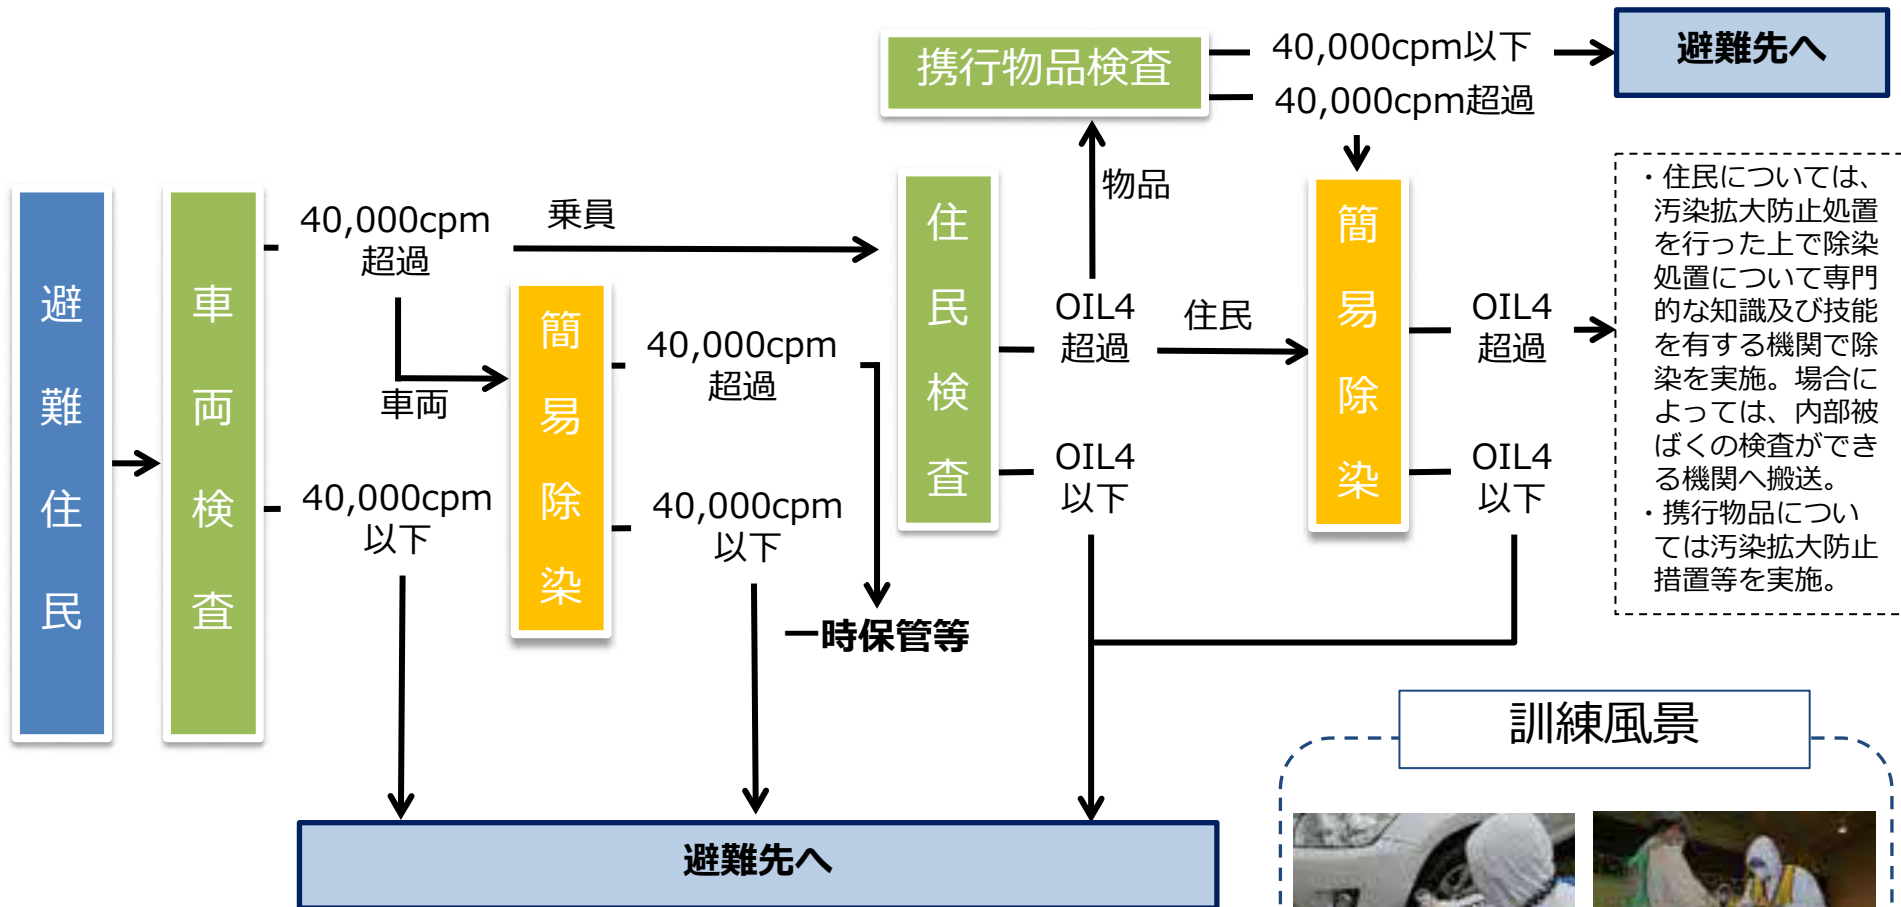 避難住民
車両検査
40,000cpm
超過
乗員
車両
40,000cpm
以下
簡易除染
40,000cpm
超過
40,000cpm
以下
一時保管等
携行物品検査
40,000cpm以下
40,000cpm超過
避難先へ
物品
住民検査
OIL4
超過
住民
OIL4
以下
簡易除染
OIL4
超過
OIL4
以下
・住民については、
汚染拡大防止処置
を行った上で除染
処置について専門
的な知識及び技能
を有する機関で除
染を実施。場合に
よっては、内部被
ばくの検査ができ
る機関へ搬送。
・携行物品につい
ては汚染拡大防止
措置等を実施。
避難先へ
訓練風景